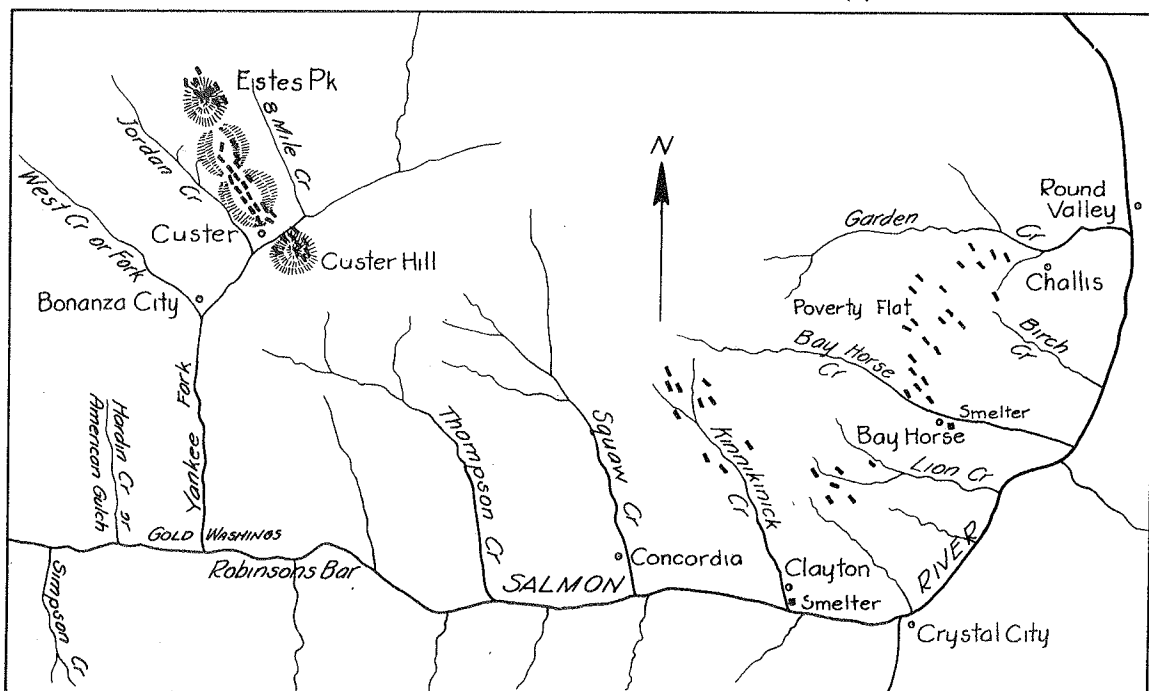 Estes Pk
8 Mile Cr
Jordan Cr
West Cr or Fork
Custer
Custer Hill
Bonanza City
Yankee Fork
Hardin Cr or
American Gulch
GOLD WASHINGS
Robinsons Bar
Simpson Cr
N
Thompson Cr
Squaw Cr
Concordia
SALMON
RIVER
Kinnikinick
Cr
Clayton
Smelter
Crystal City
Round
Valley
Garden
Cr
Challis
Poverty Flat
Birch
Cr
Bay Horse
Cr
Smelter
Bay Horse
Lion Cr